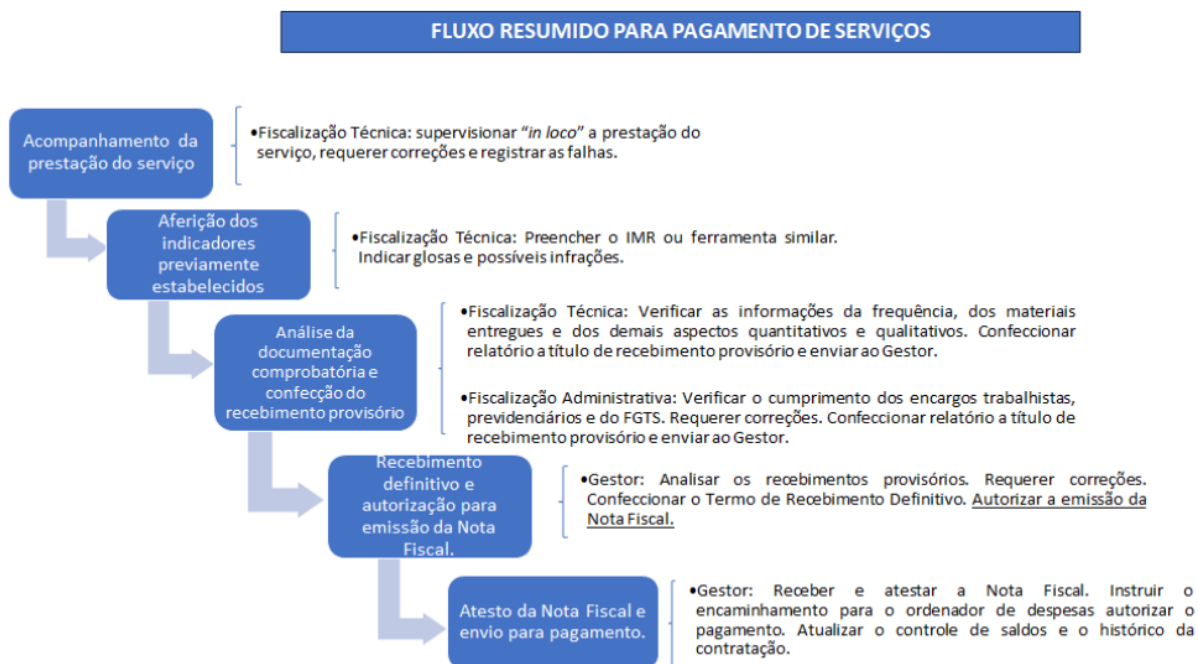 FLUXO RESUMIDO PARA PAGAMENTO DE SERVIÇOS
Acompanhamento da
prestação do serviço
•Fiscalização Técnica: supervisionar “in loco” a prestação do
serviço, requerer correções e registrar as falhas.
Aferição dos
indicadores
previamente
estabelecidos
•Fiscalização Técnica: Preencher o IMR ou ferramenta similar.
Indicar glosas e possíveis infrações.
Análise da
documentação
comprobatória e
confecção do
recebimento provisório
•Fiscalização Técnica: Verificar as informações da frequência, dos materiais
entregues e dos demais aspectos quantitativos e qualitativos. Confeccionar
relatório a título de recebimento provisório e enviar ao Gestor.
•Fiscalização Administrativa: Verificar o cumprimento dos encargos trabalhistas,
previdenciários e do FGTS. Requerer correções. Confeccionar relatório a título de
recebimento provisório e enviar ao Gestor.
Recebimento
definitivo e
autorização para
emissão da Nota
Fiscal.
•Gestor: Analisar os recebimentos provisórios. Requerer correções.
Confeccionar o Termo de Recebimento Definitivo. Autorizar a emissão da
Nota Fiscal.
Atesto da Nota Fiscal e
envio para pagamento.
•Gestor: Receber e atestar a Nota Fiscal. Instruir o
encaminhamento para o ordenador de despesas autorizar o
pagamento. Atualizar o controle de saldos e o histórico da
contratação.